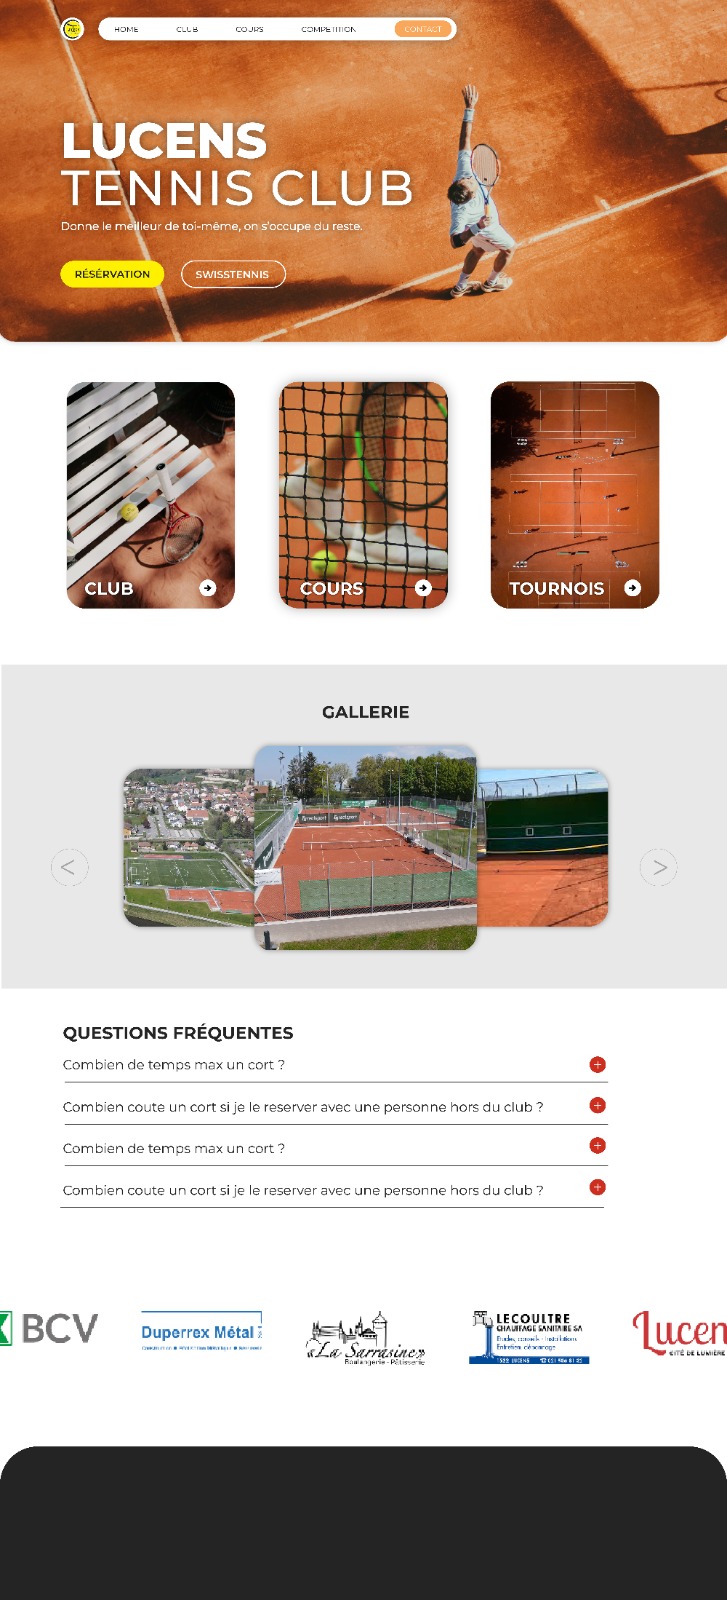 HOME CLUB COURS COMPETITION CONTACT
LUCENS
TENNIS CLUB
Donne le meilleur de toi-même, on s'occupe du reste.
RÉSÉRVATION SWISSTENNIS
CLUB COURS TOURNOIS
GALLERIE
QUESTIONS FRÉQUENTES
Combien de temps max un cort ?
Combien coute un cort si je le reserver avec une personne hors du club ?
Combien de temps max un cort ?
Combien coute un cort si je le reserver avec une personne hors du club ?
BCV
Duperrex Métal
«La Sarrasine»
Boulangerie - Pâtisserie
LECOULTRE
CHAUFFAGE SANITAIRE SA
Etudes, conseils - Installations
Entretien, dépannage
1522 LUCENS
Lucen
CITÉ DE LUMIÈRE